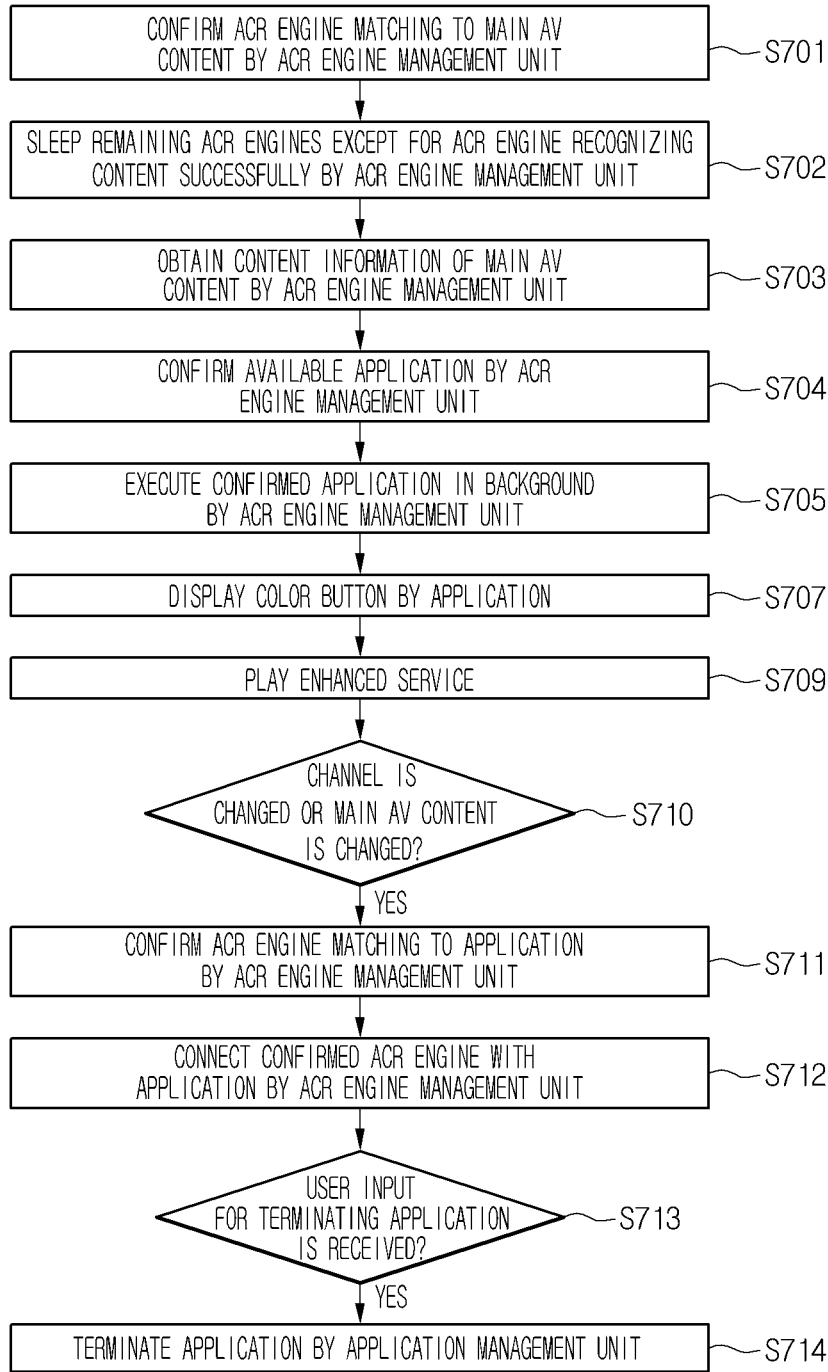 CONFIRM ACR ENGINE MATCHING TO MAIN AV
CONTENT BY ACR ENGINE MANAGEMENT UNIT
S701
SLEEP REMAINING ACR ENGINES EXCEPT FOR ACR ENGINE RECOGNIZING
CONTENT SUCCESSFULLY BY ACR ENGINE MANAGEMENT UNIT
S702
OBTAIN CONTENT INFORMATION OF MAIN AV
CONTENT BY ACR ENGINE MANAGEMENT UNIT
S703
CONFIRM AVAILABLE APPLICATION BY ACR
ENGINE MANAGEMENT UNIT
S704
EXECUTE CONFIRMED APPLICATION IN BACKGROUND
BY ACR ENGINE MANAGEMENT UNIT
S705
DISPLAY COLOR BUTTON BY APPLICATION
S707
PLAY ENHANCED SERVICE
S709
CHANNEL IS
CHANGED OR MAIN AV CONTENT
IS CHANGED?
S710
YES
CONFIRM ACR ENGINE MATCHING TO APPLICATION
BY ACR ENGINE MANAGEMENT UNIT
S711
CONNECT CONFIRMED ACR ENGINE WITH
APPLICATION BY ACR ENGINE MANAGEMENT UNIT
S712
USER INPUT
FOR TERMINATING APPLICATION
IS RECEIVED?
S713
YES
TERMINATE APPLICATION BY APPLICATION MANAGEMENT UNIT
S714